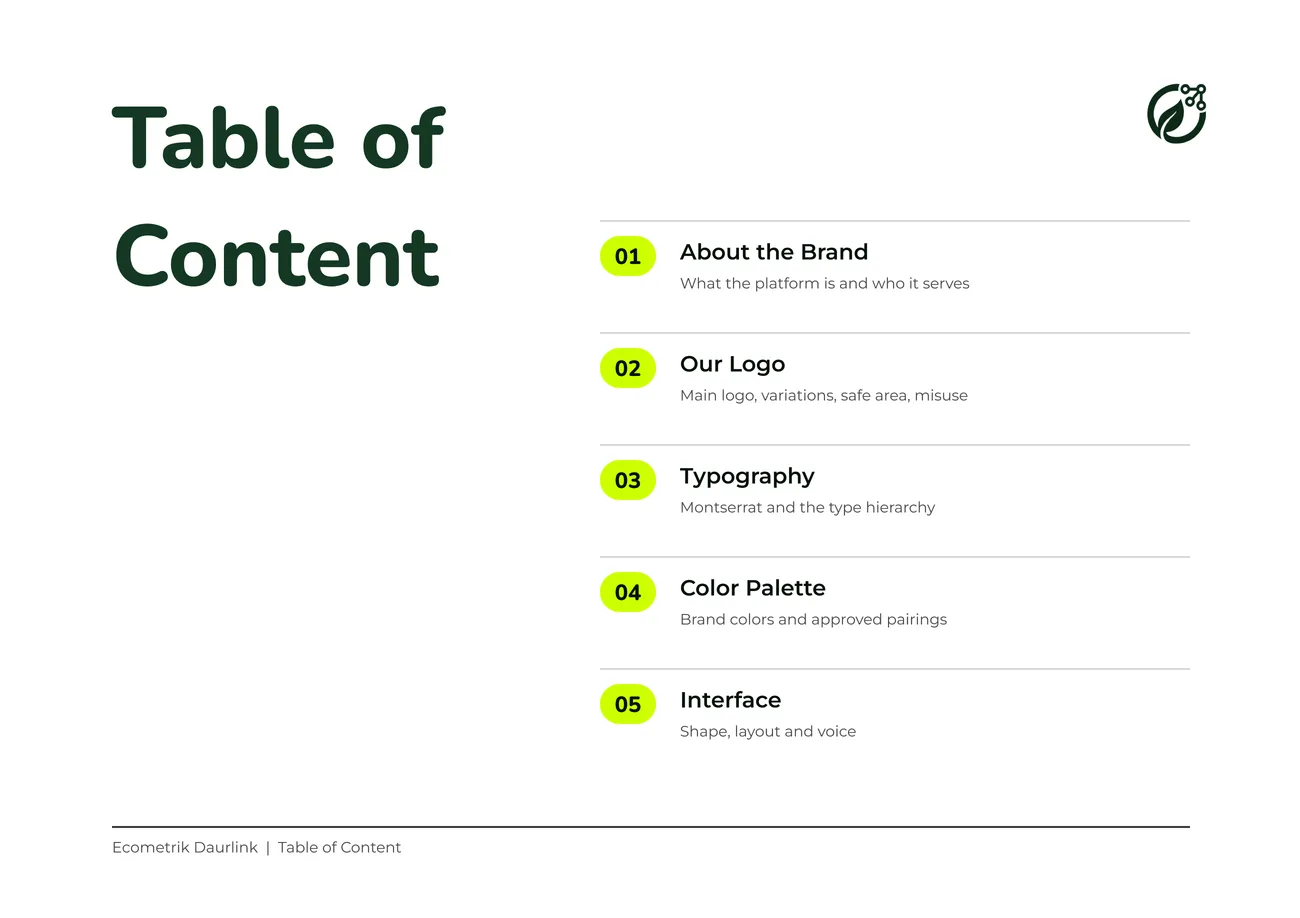 Table of
Content
01
About the Brand
What the platform is and who it serves
02
Our Logo
Main logo, variations, safe area, misuse
03
Typography
Montserrat and the type hierarchy
04
Color Palette
Brand colors and approved pairings
05
Interface
Shape, layout and voice
Ecometrik Daurlink | Table of Content